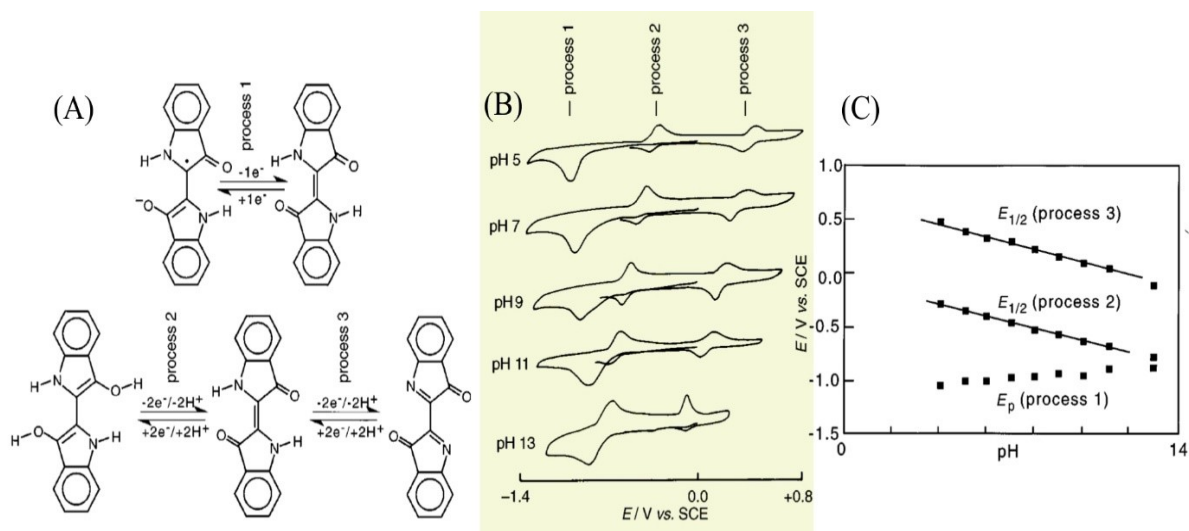 (A)
process 1
H
N
O
-1e⁻
+1e•
H
N
O
⁻O
N
H
O
N
H
process 2
process 3
H
N
O
H
-2e⁻/-2H⁺
+2e⁻/+2H⁺
H
O
N
H
H
N
O
O
N
H
-2e⁻/-2H⁺
+2e⁻/+2H⁺
N
O
O
N
(B)
process 1
process 2
process 3
pH 5
pH 7
pH9
pH 11
pH 13
−1.4
0.0
+0.8
E / V vs. SCE
(C)
E / V vs. SCE
1.0
0.5
0.0
-0.5
-1.0
-1.5
E1/2 (process 3)
E1/2 (process 2)
Ep (process 1)
0
pH
14